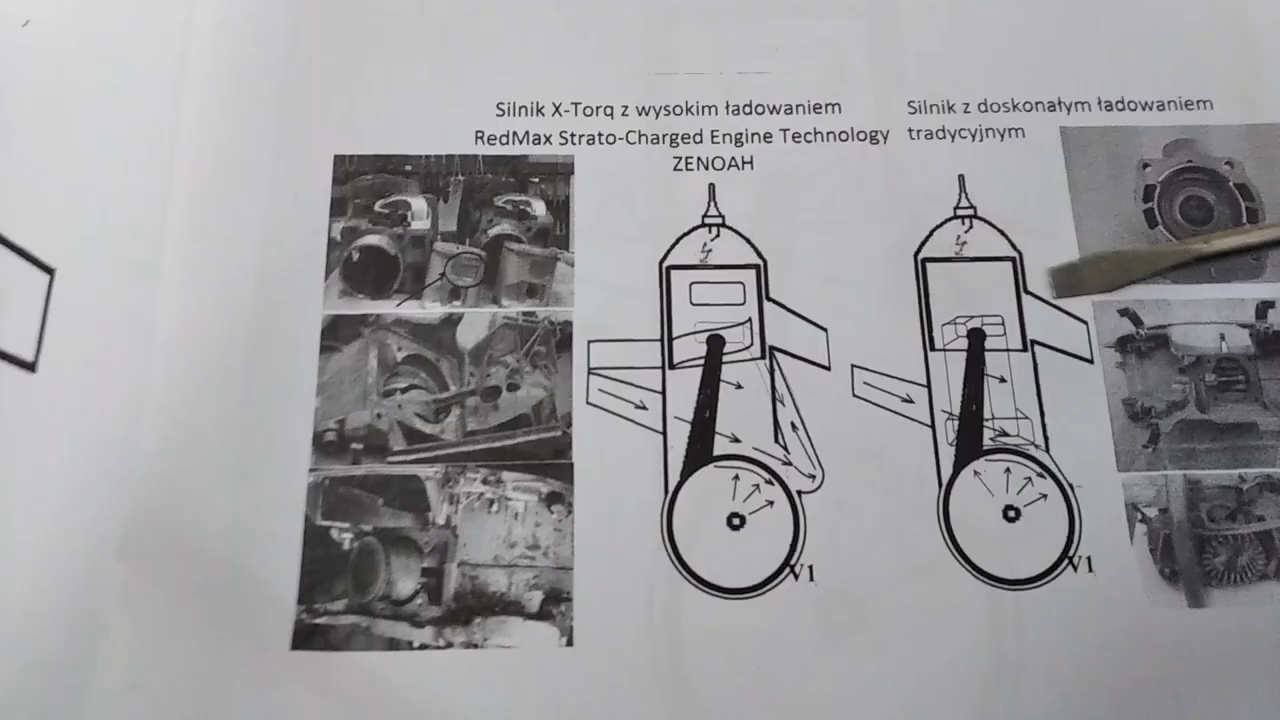 Silnik X-Torq z wysokim ładowaniem
RedMax Strato-Charged Engine Technology
ZENOAH
Silnik z doskonałym ładowaniem
tradycyjnym
V1
V1